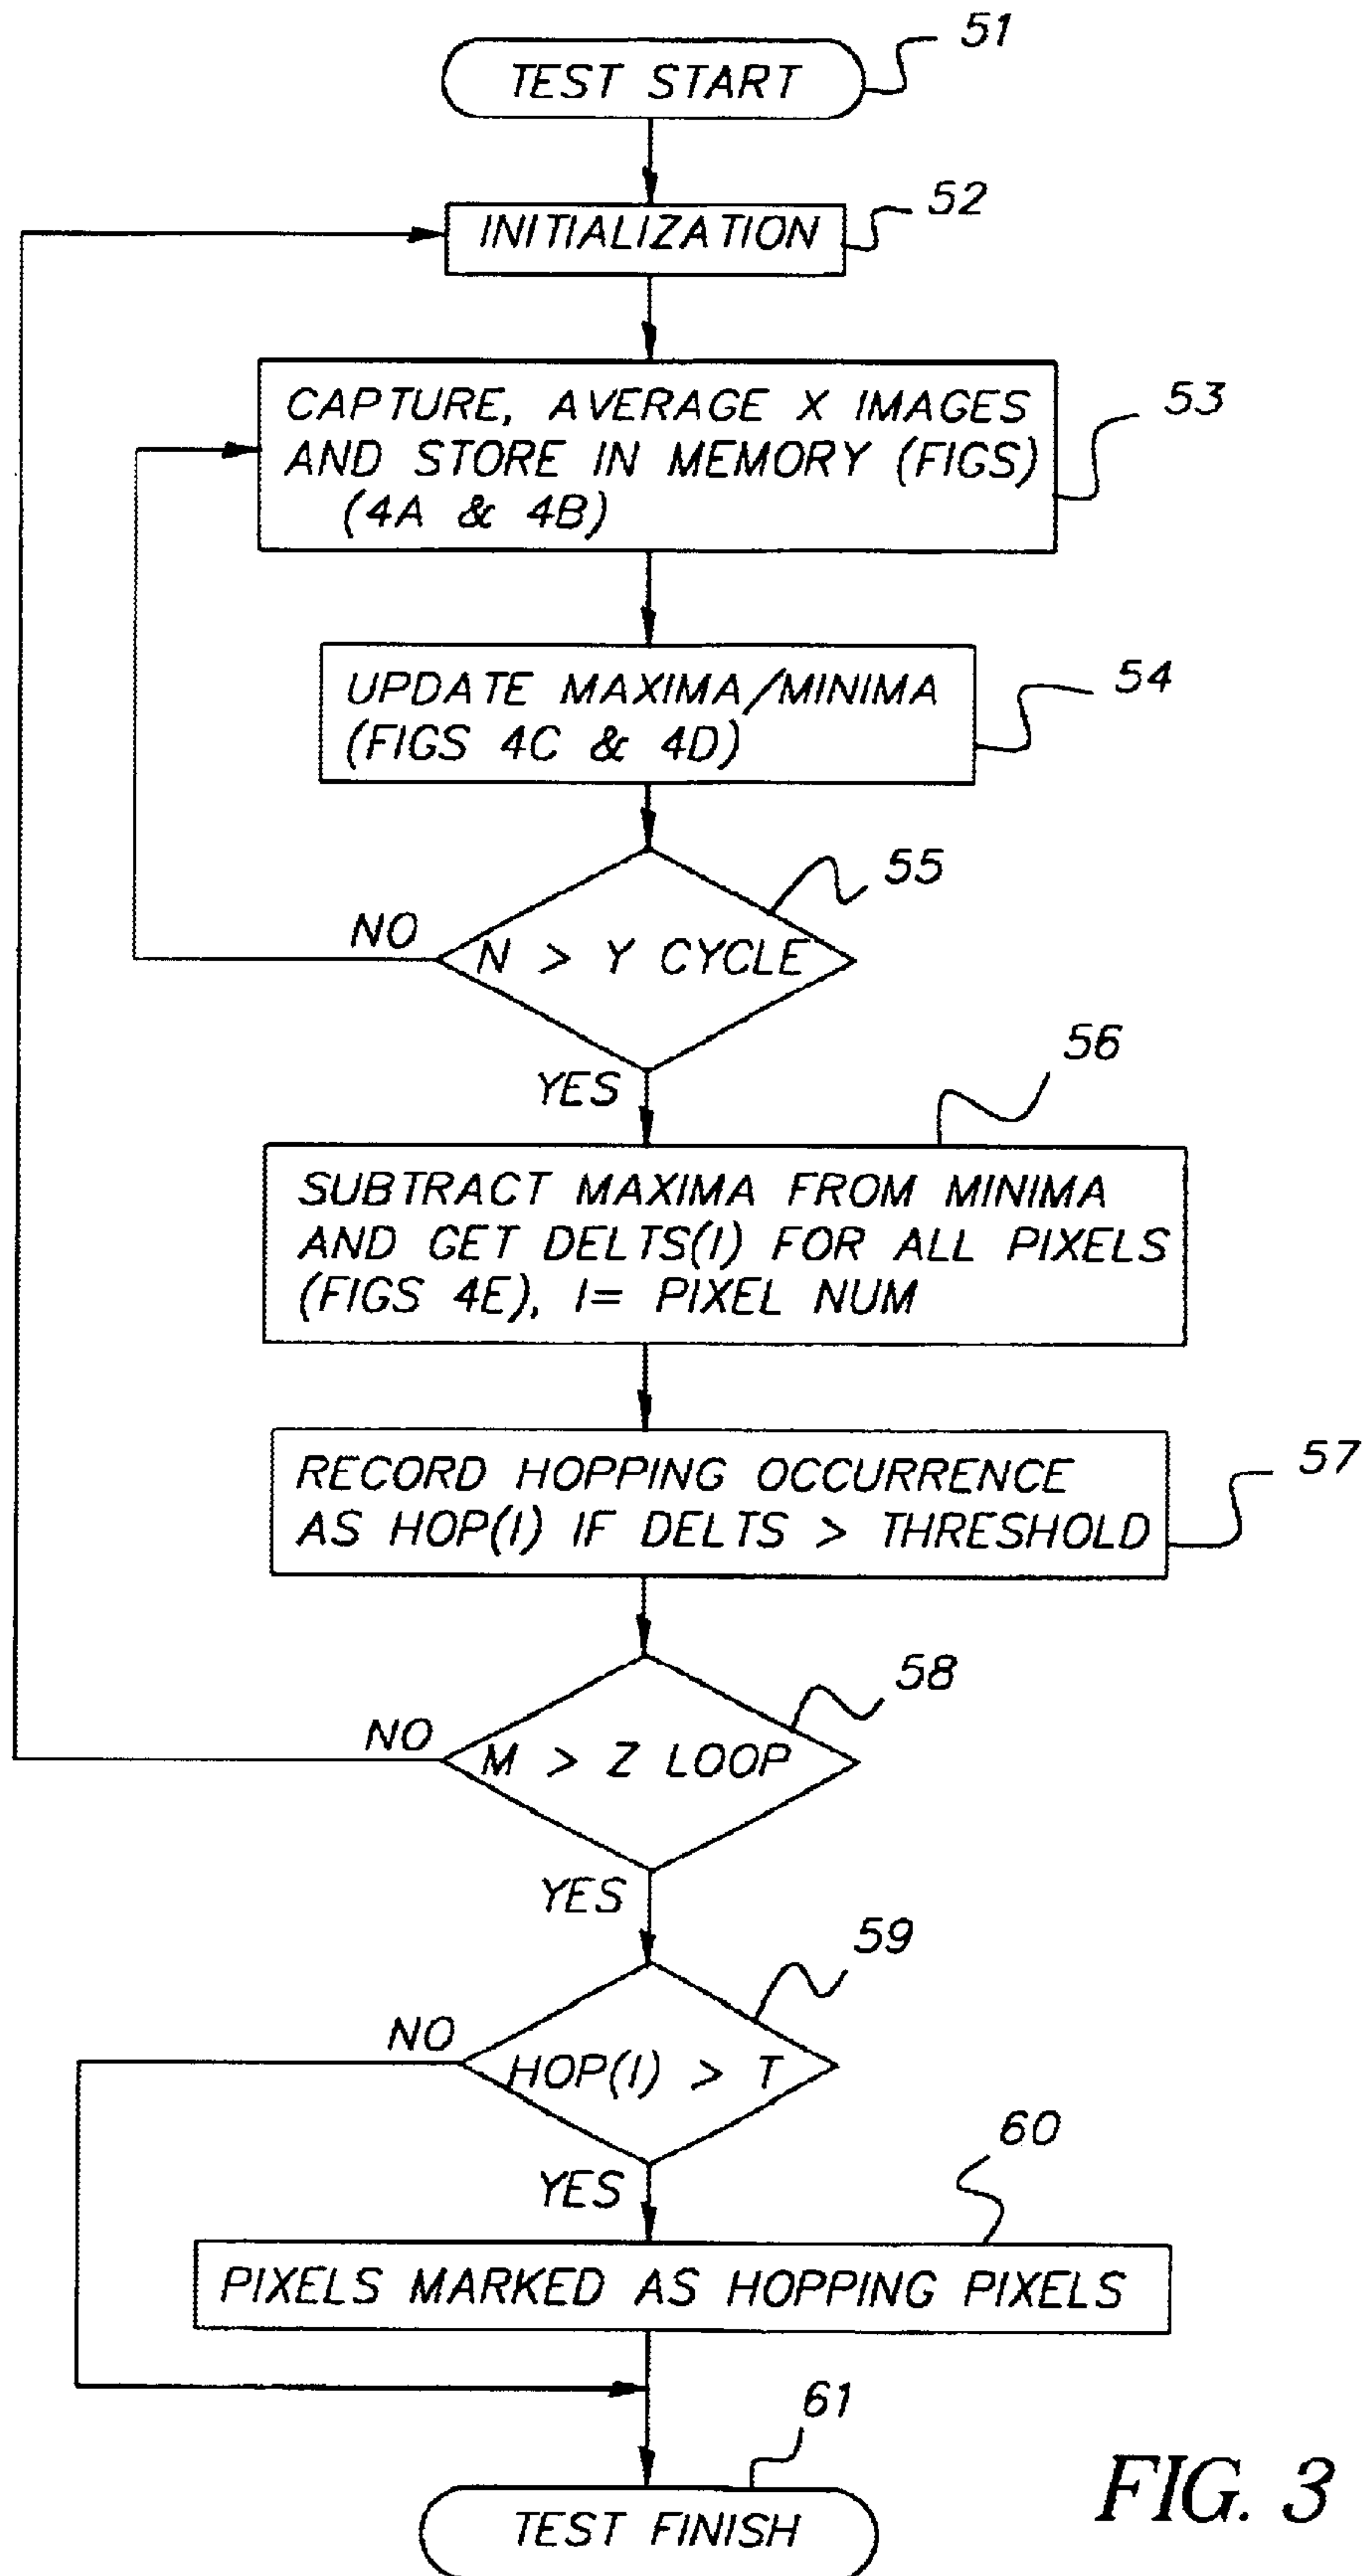 TEST START
51
INITIALIZATION
52
CAPTURE, AVERAGE X IMAGES
AND STORE IN MEMORY (FIGS)
(4A & 4B)
53
UPDATE MAXIMA/MINIMA
(FIGS 4C & 4D)
54
55
NO
N > Y CYCLE
YES
56
SUBTRACT MAXIMA FROM MINIMA
AND GET DELTS(I) FOR ALL PIXELS
(FIGS 4E), I= PIXEL NUM
RECORD HOPPING OCCURRENCE
AS HOP(I) IF DELTS > THRESHOLD
57
58
NO
M > Z LOOP
YES
59
NO
HOP(I) > T
YES
60
PIXELS MARKED AS HOPPING PIXELS
61
TEST FINISH
FIG. 3